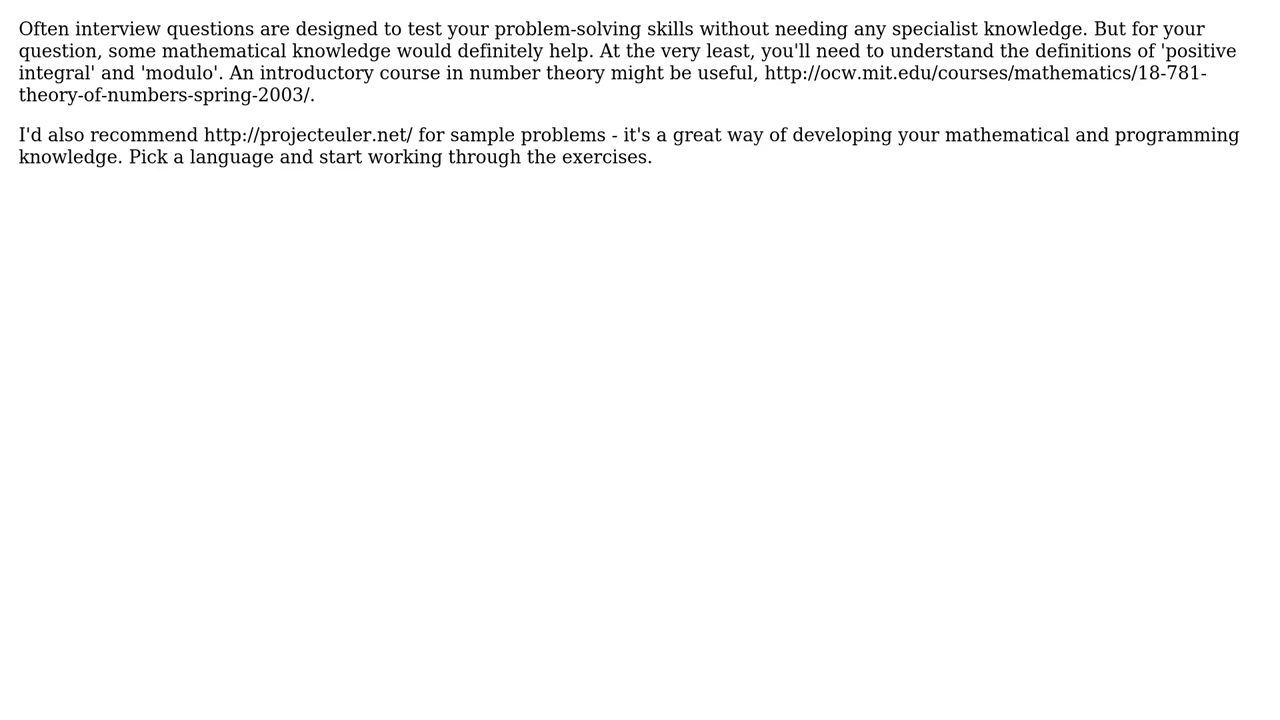 Often interview questions are designed to test your problem-solving skills without needing any specialist knowledge. But for your
question, some mathematical knowledge would definitely help. At the very least, you'll need to understand the definitions of 'positive
integral' and 'modulo'. An introductory course in number theory might be useful, http://ocw.mit.edu/courses/mathematics/18-781-
theory-of-numbers-spring-2003/.
I'd also recommend http://projecteuler.net/ for sample problems - it's a great way of developing your mathematical and programming
knowledge. Pick a language and start working through the exercises.